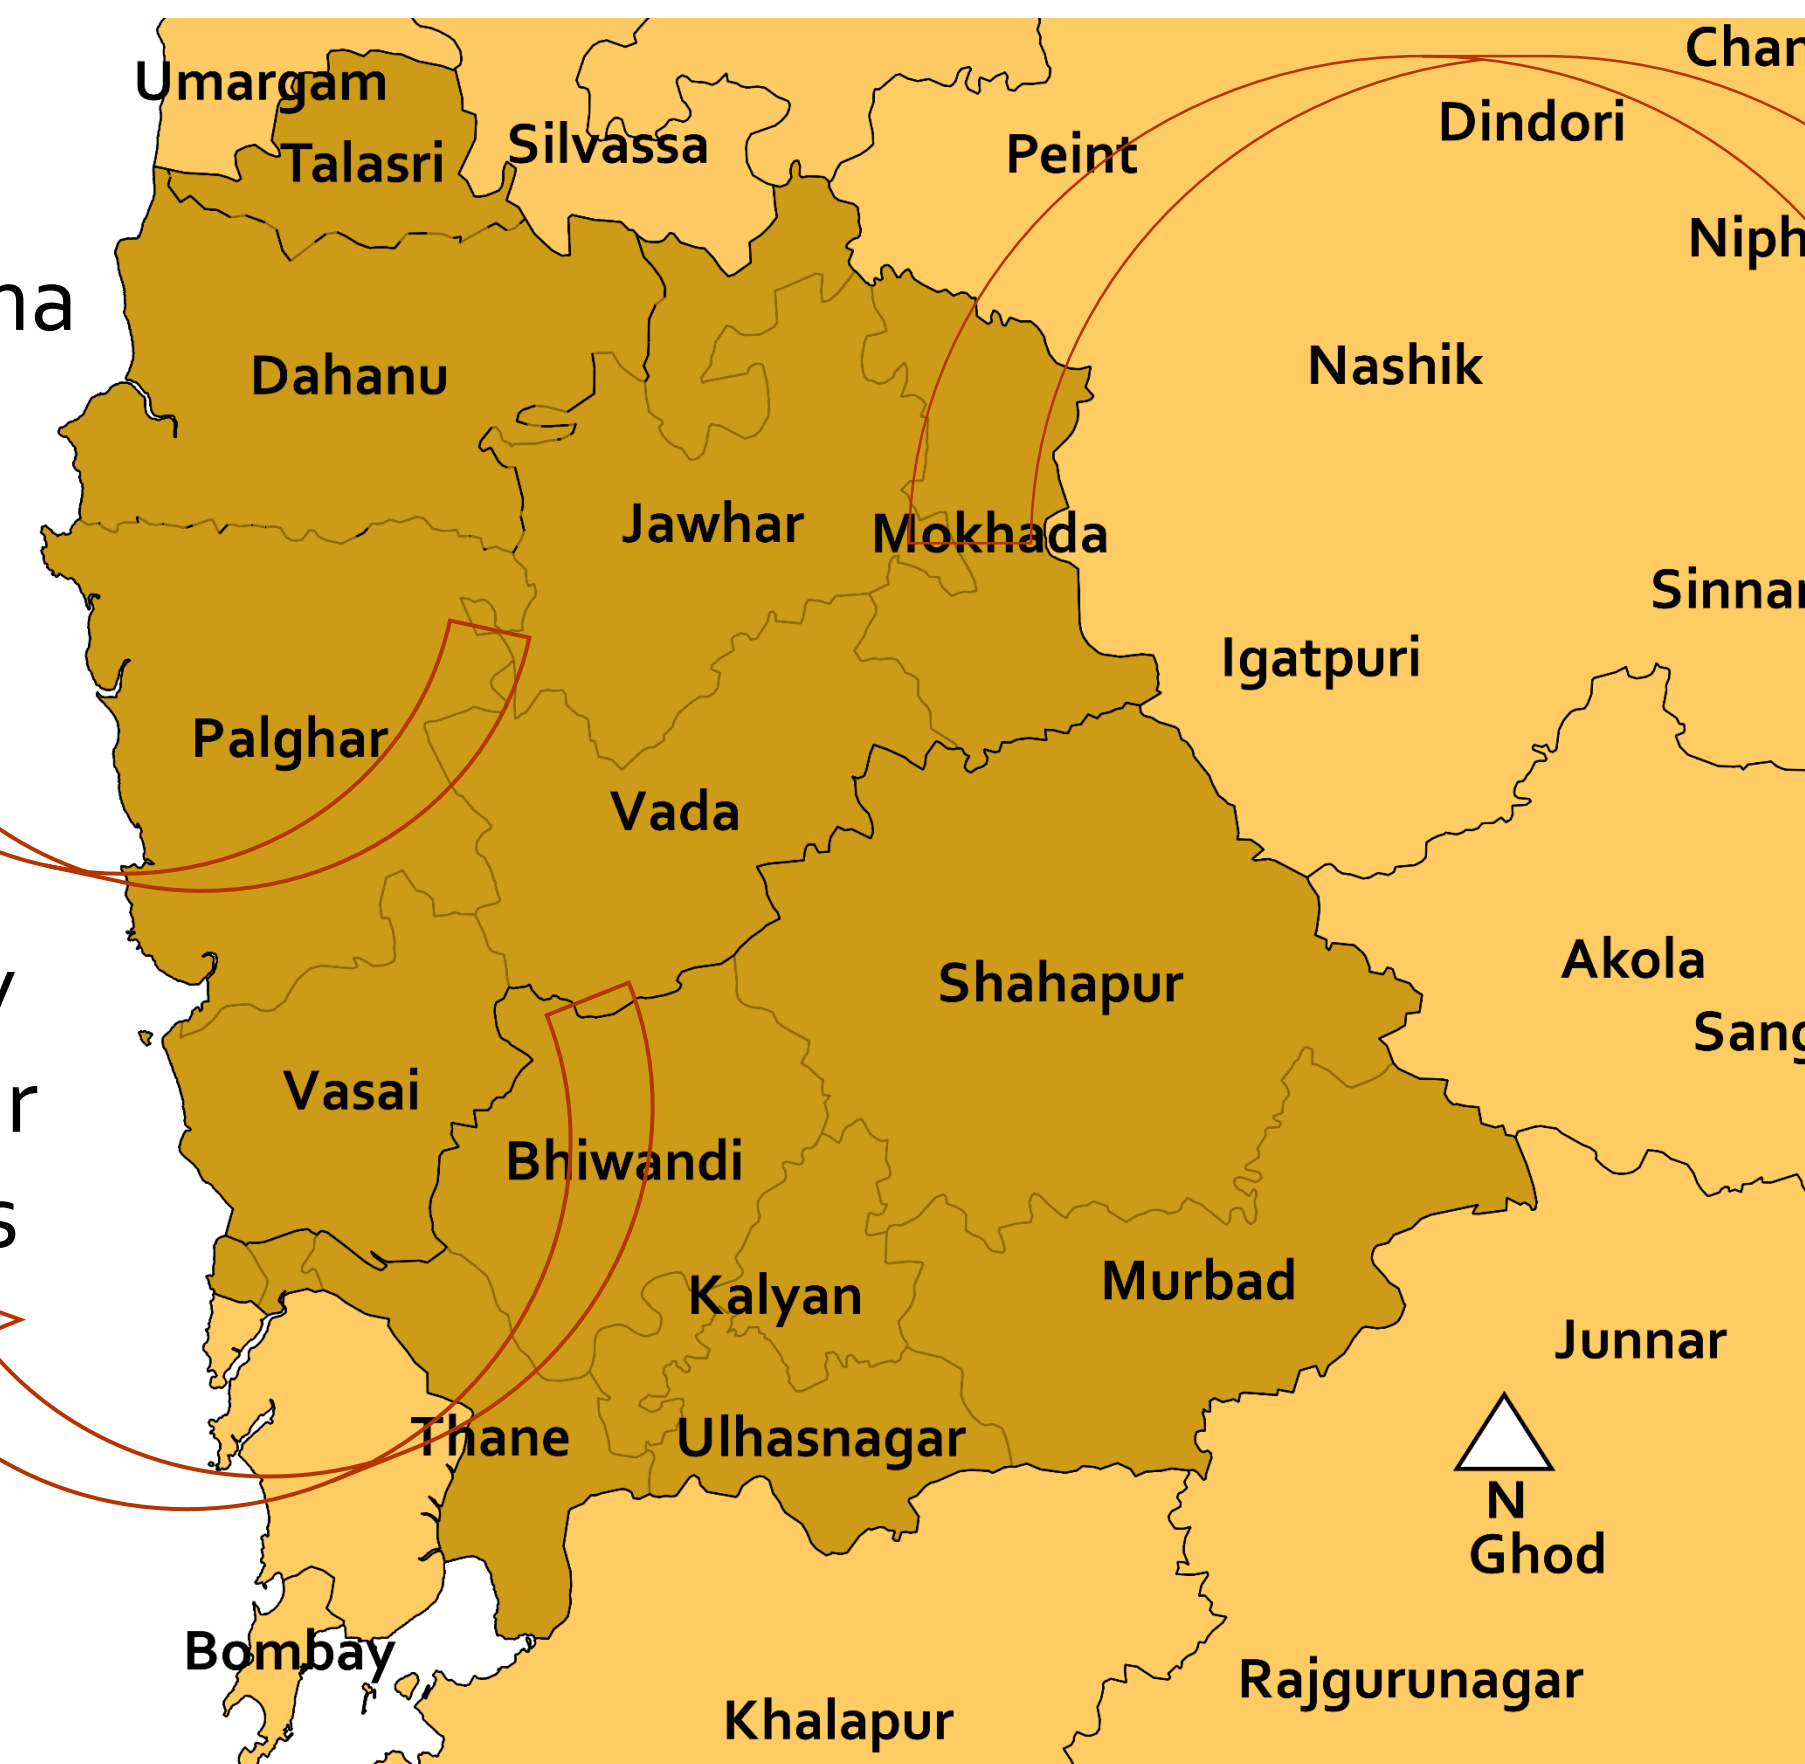 Chan
Umargam
Dindori
Silvassa
Peint
Talasri
Niph
na
Nashik
Dahanu
Jawhar
Mokhada
Sinnar
Igatpuri
Palghar
Vada
Akola
Shahapur
y
Sang
Vasai
r
Bhiwandi
s
Murbad
Kalyan
Junnar
Thane
Ulhasnagar
N
Ghod
Bombay
Rajgurunagar
Khalapur